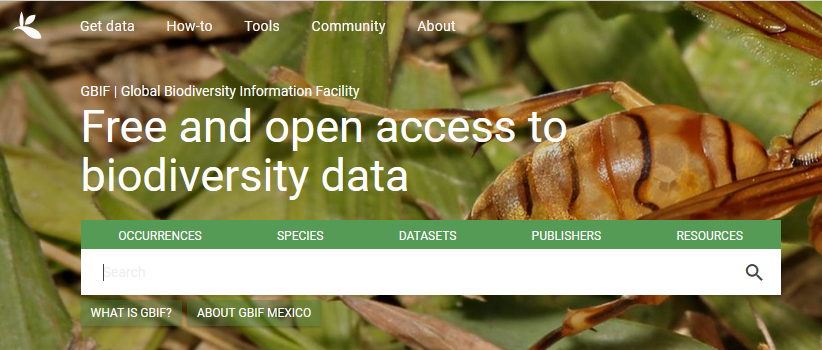 Get data How-to Tools Community About
GBIF | Global Biodiversity Information Facility
Free and open access to
biodiversity data
OCCURRENCES SPECIES DATASETS PUBLISHERS RESOURCES
Search
WHAT IS GBIF? ABOUT GBIF MEXICO